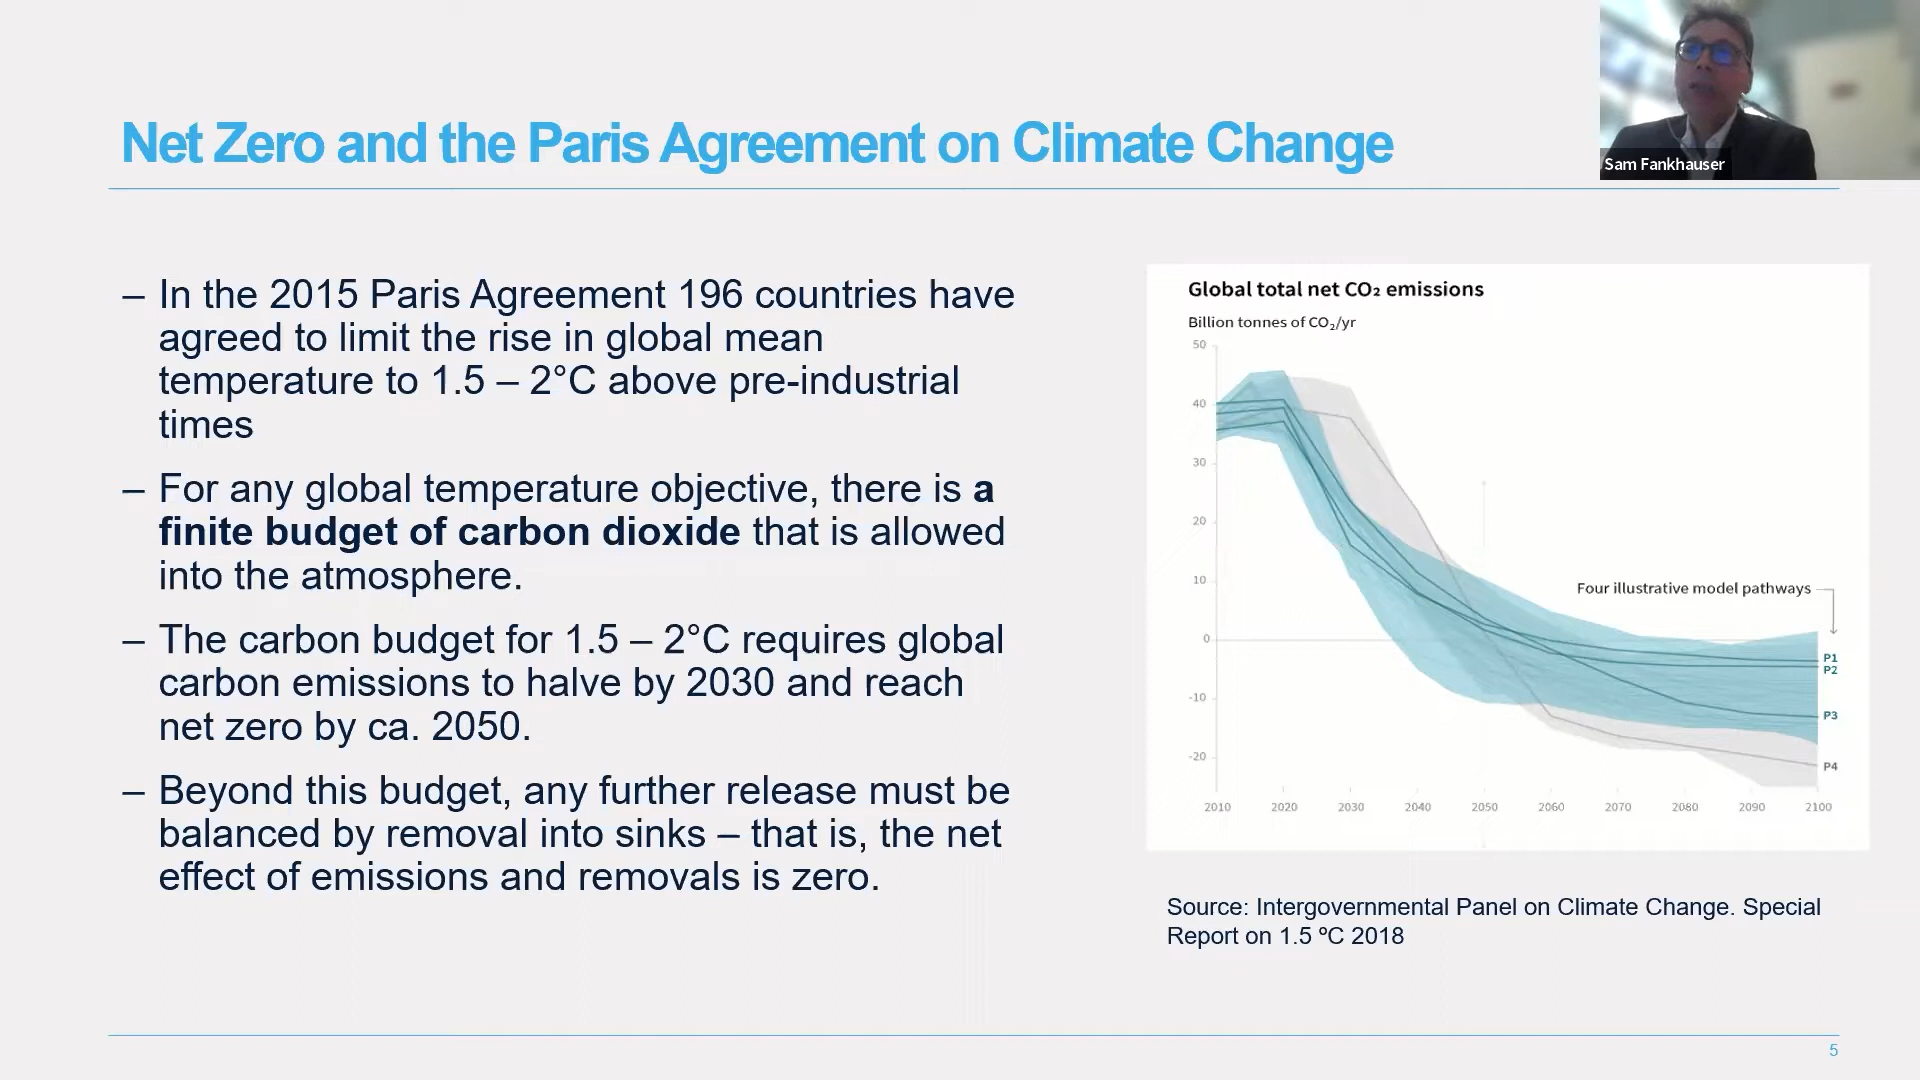 Net Zero and the Paris Agreement on Climate Change
Sam Fankhauser
– In the 2015 Paris Agreement 196 countries have
agreed to limit the rise in global mean
temperature to 1.5 – 2°C above pre-industrial
times
– For any global temperature objective, there is a
finite budget of carbon dioxide that is allowed
into the atmosphere.
– The carbon budget for 1.5 – 2°C requires global
carbon emissions to halve by 2030 and reach
net zero by ca. 2050.
– Beyond this budget, any further release must be
balanced by removal into sinks – that is, the net
effect of emissions and removals is zero.
Global total net CO₂ emissions
Billion tonnes of CO₂/yr
50
40
30
20
10
0
-10
-20
Four illustrative model pathways
P1
P2
P3
P4
2010 2020 2030 2040 2050 2060 2070 2080 2090 2100
Source: Intergovernmental Panel on Climate Change. Special
Report on 1.5 ºC 2018
5